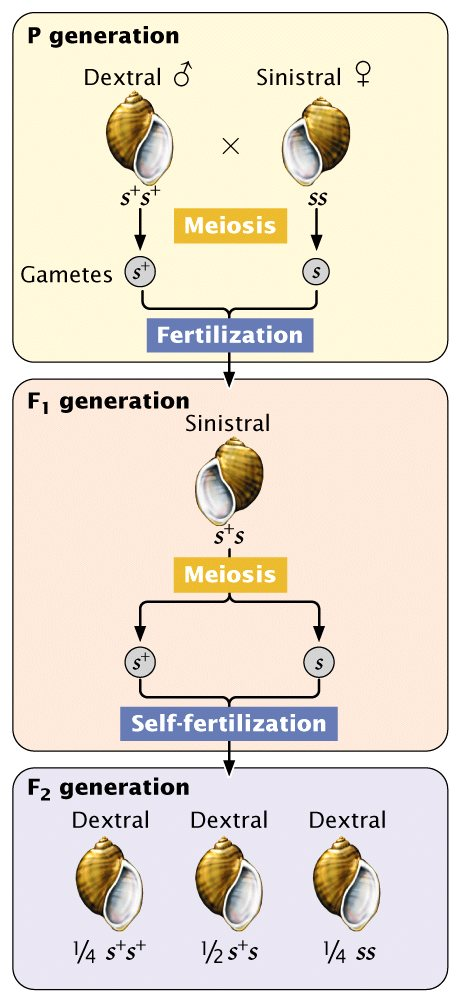 P generation
Dextral ♂ Sinistral ♀
×
s⁺s⁺ ss
Meiosis
Gametes s⁺ s
Fertilization
F₁ generation
Sinistral
s⁺s
Meiosis
s⁺ s
Self-fertilization
F₂ generation
Dextral Dextral Dextral
1/4 s⁺s⁺ 1/2 s⁺s 1/4 ss